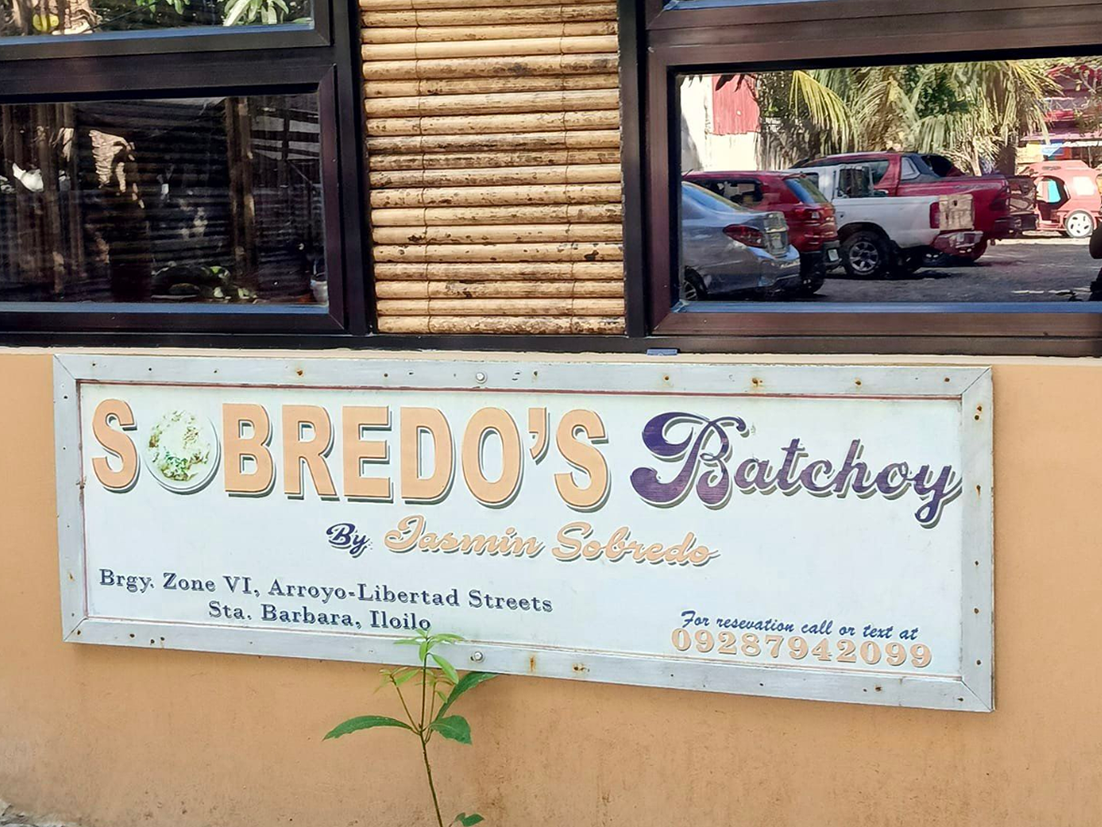 SOBREDO'S Batchoy
By Jasmin Sobredo
Brgy. Zone VI, Arroyo-Libertad Streets
Sta. Barbara, Iloilo
For resevation call or text at
09287942099